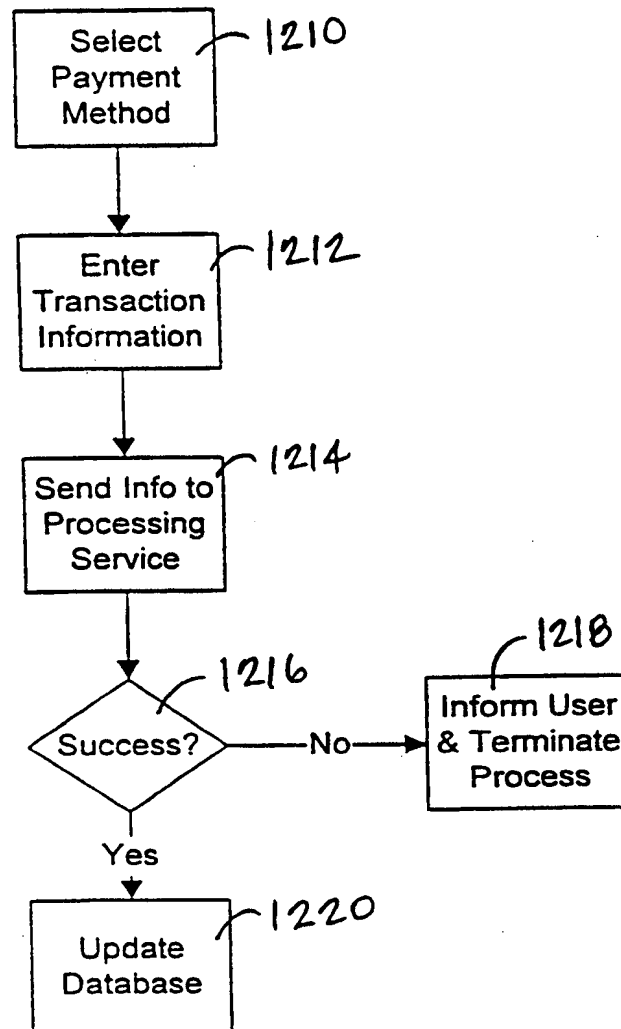 Select
Payment
Method
1210
Enter
Transaction
Information
1212
Send Info to
Processing
Service
1214
Success?
1216
No
Inform User
& Terminate
Process
1218
Yes
Update
Database
1220